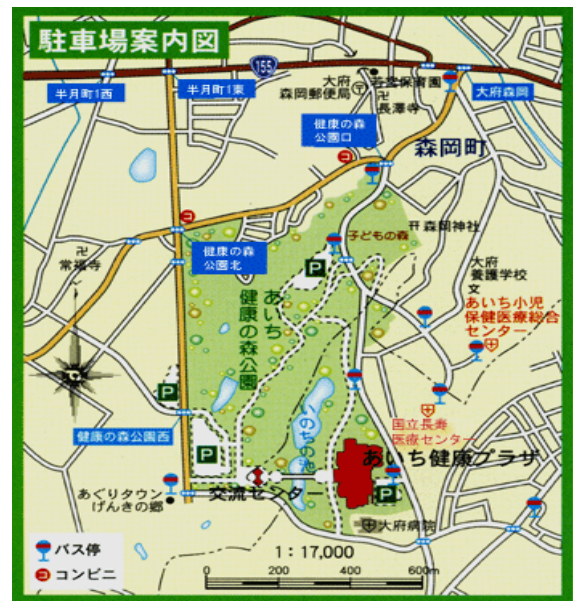 駐車場案内図
155
半月町1西
半月町1東
大府
森岡郵便局
保育園
卍
長澤寺
大府森岡
健康の森
公園口
森岡町
コ
コ
子どもの森
森岡神社
健康の森
公園北
卍
常福寺
P
あいち
健康の森公園
大府
養護学校
文
あいち小児
保健医療総合
センター
P
いのちの池
国立長寿
医療センター
健康の森公園西
P
あいち健康プラザ
あぐりタウン
げんきの郷
交流センター
P
大府病院
バス停
コ コンビニ
1：17,000
0 200 400 600m